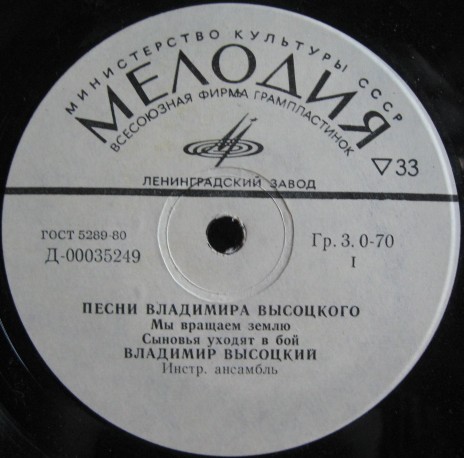 МИНИСТЕРСТВО КУЛЬТУРЫ СССР
МЕЛОДИЯ
ВСЕСОЮЗНАЯ ФИРМА ГРАМПЛАСТИНОК
▽33
ЛЕНИНГРАДСКИЙ ЗАВОД
ГОСТ 5289-80
Д-00035249
Гр. 3. 0-70
I
ПЕСНИ ВЛАДИМИРА ВЫСОЦКОГО
Мы вращаем землю
Сыновья уходят в бой
ВЛАДИМИР ВЫСОЦКИЙ
Инстр. ансамбль